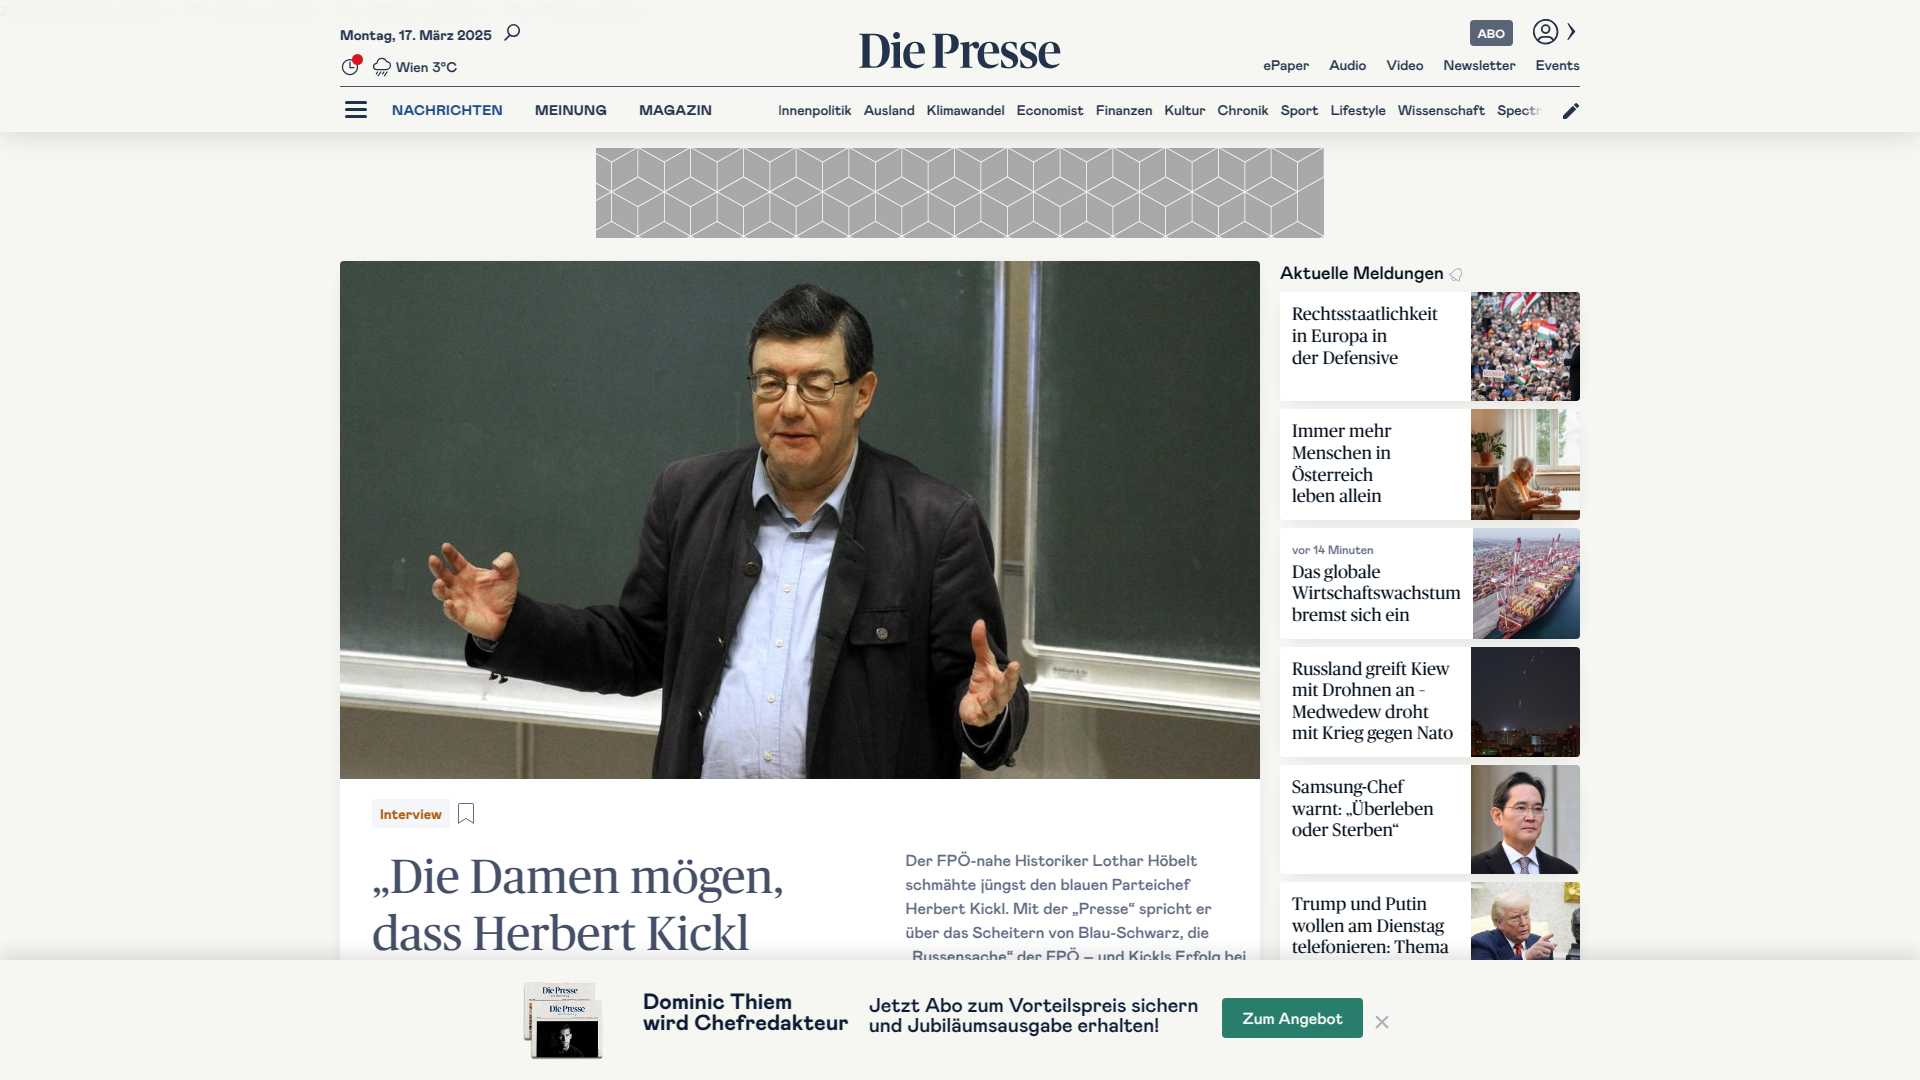 Montag, 17. März 2025
Wien 3°C
Die Presse
ABO
ePaper Audio Video Newsletter Events
NACHRICHTEN MEINUNG MAGAZIN
Innenpolitik Ausland Klimawandel Economist Finanzen Kultur Chronik Sport Lifestyle Wissenschaft
Interview
„Die Damen mögen,
dass Herbert Kickl
Der FPÖ-nahe Historiker Lothar Höbelt
schmähte jüngst den blauen Parteichef
Herbert Kickl. Mit der „Presse“ spricht er
über das Scheitern von Blau-Schwarz, die
„Russensache“ der FPÖ – und Kickls Erfolg bei
Aktuelle Meldungen
Rechtsstaatlichkeit
in Europa in
der Defensive
Immer mehr
Menschen in
Österreich
leben allein
vor 14 Minuten
Das globale
Wirtschaftswachstum
bremst sich ein
Russland greift Kiew
mit Drohnen an -
Medwedew droht
mit Krieg gegen Nato
Samsung-Chef
warnt: „Überleben
oder Sterben“
Trump und Putin
wollen am Dienstag
telefonieren: Thema
Die Presse
Die Presse
Dominic Thiem
wird Chefredakteur
Jetzt Abo zum Vorteilspreis sichern
und Jubiläumsausgabe erhalten!
Zum Angebot